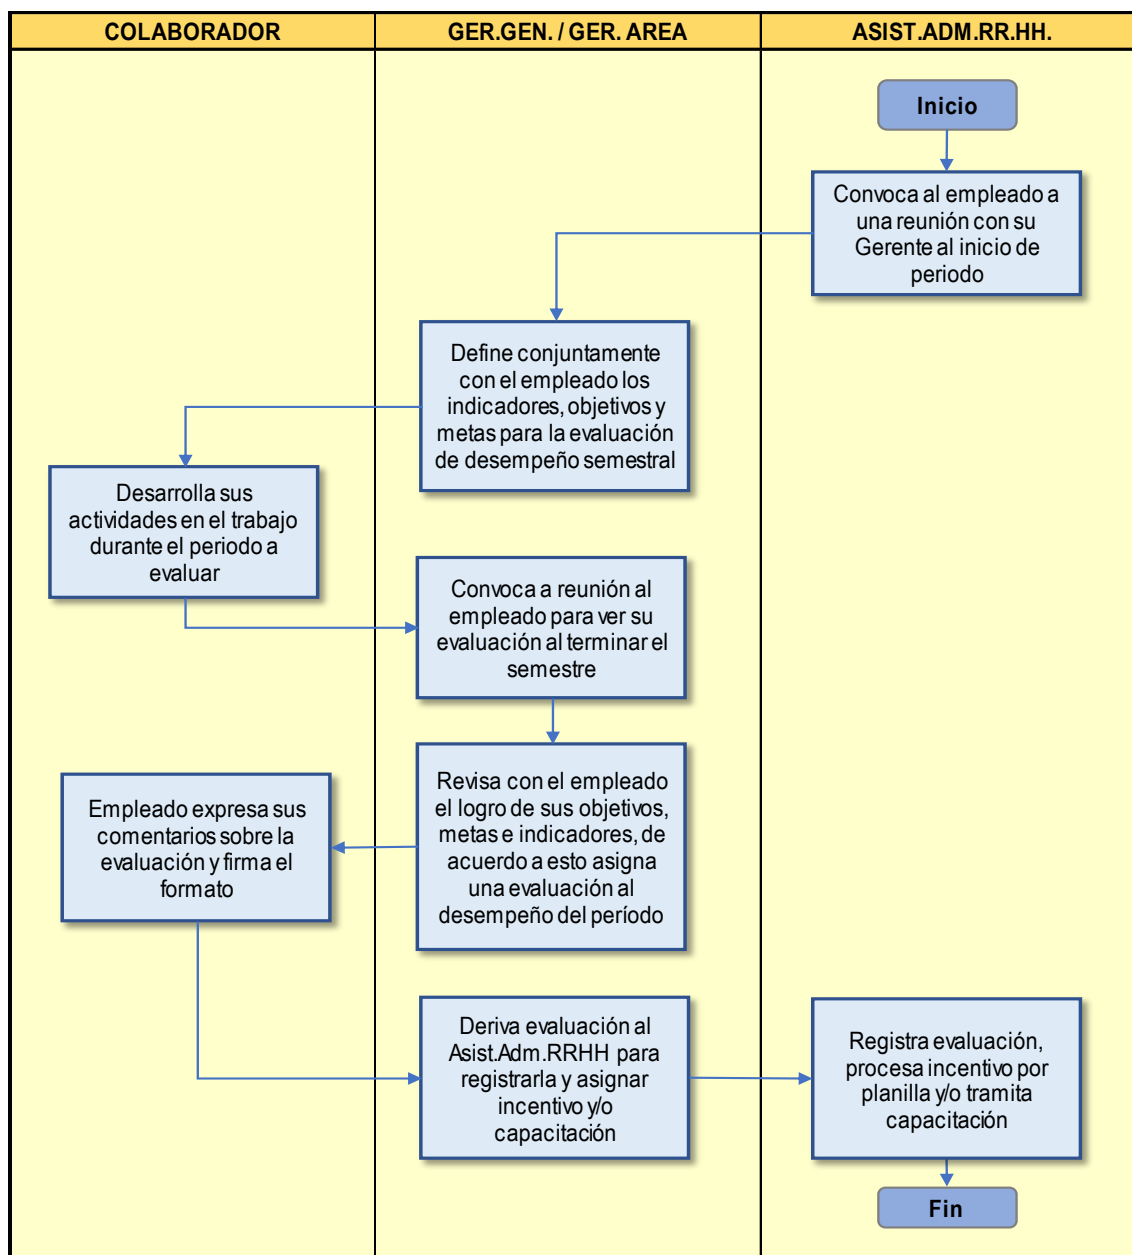 COLABORADOR
GER.GEN. / GER. AREA
ASIST.ADM.RR.HH.
Inicio
Convoca al empleado a
una reunión con su
Gerente al inicio de
periodo
Define conjuntamente
con el empleado los
indicadores, objetivos y
metas para la evaluación
de desempeño semestral
Desarrolla sus
actividades en el trabajo
durante el periodo a
evaluar
Convoca a reunión al
empleado para ver su
evaluación al terminar el
semestre
Revisa con el empleado
el logro de sus objetivos,
metas e indicadores, de
acuerdo a esto asigna
una evaluación al
desempeño del período
Empleado expresa sus
comentarios sobre la
evaluación y firma el
formato
Deriva evaluación al
Asist.Adm.RRHH para
registrarla y asignar
incentivo y/o
capacitación
Registra evaluación,
procesa incentivo por
planilla y/o tramita
capacitación
Fin